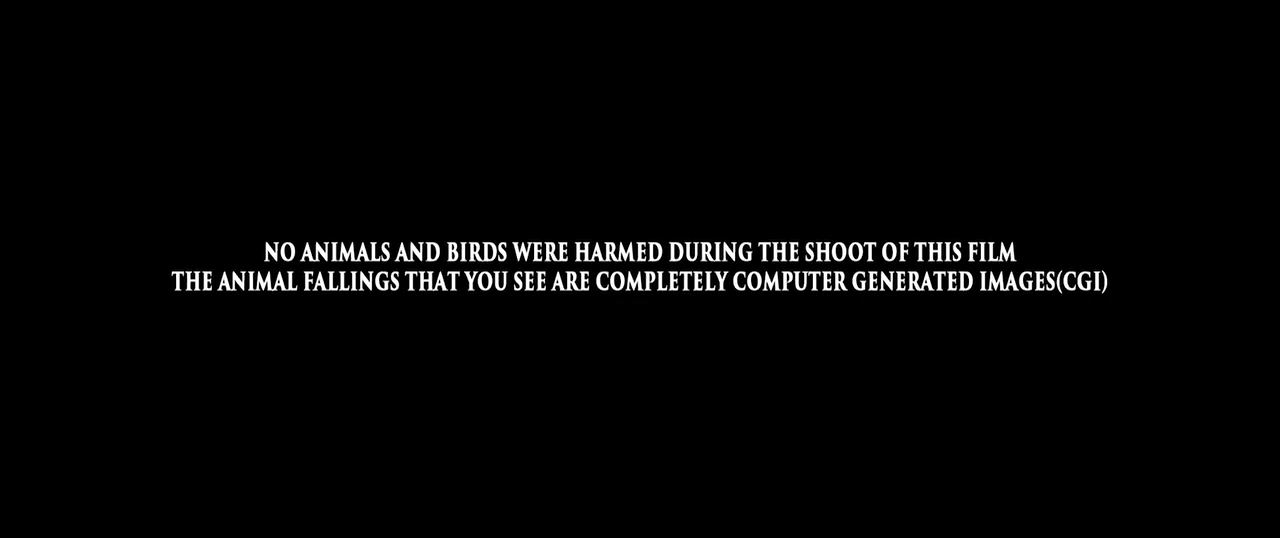 NO ANIMALS AND BIRDS WERE HARMED DURING THE SHOOT OF THIS FILM
THE ANIMAL FALLINGS THAT YOU SEE ARE COMPLETELY COMPUTER GENERATED IMAGES(CGI)